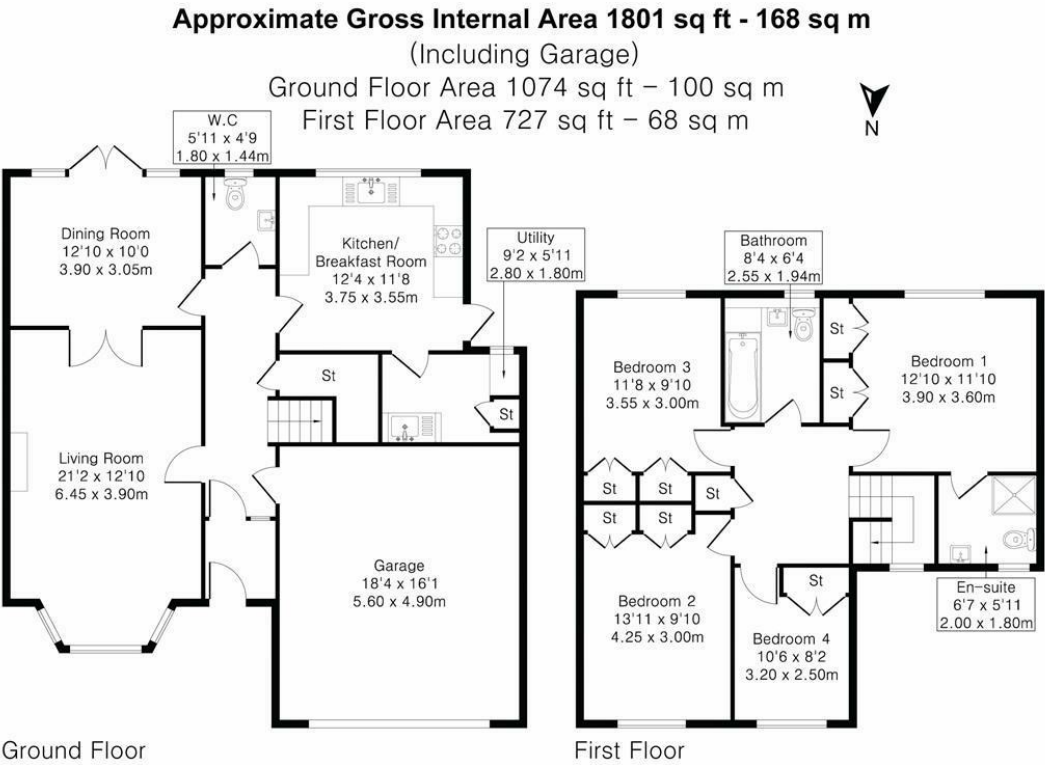 Approximate Gross Internal Area 1801 sq ft - 168 sq m
(Including Garage)
Ground Floor Area 1074 sq ft – 100 sq m
First Floor Area 727 sq ft – 68 sq m
N
W.C
5'11 x 4'9
1.80 x 1.44m
Dining Room
12'10 x 10'0
3.90 x 3.05m
Kitchen/
Breakfast Room
12'4 x 11'8
3.75 x 3.55m
Utility
9'2 x 5'11
2.80 x 1.80m
St
St
Living Room
21'2 x 12'10
6.45 x 3.90m
Garage
18'4 x 16'1
5.60 x 4.90m
Ground Floor
Bathroom
8'4 x 6'4
2.55 x 1.94m
St
St
Bedroom 1
12'10 x 11'10
3.90 x 3.60m
Bedroom 3
11'8 x 9'10
3.55 x 3.00m
St
St
St
St
St
Bedroom 2
13'11 x 9'10
4.25 x 3.00m
St
Bedroom 4
10'6 x 8'2
3.20 x 2.50m
En-suite
6'7 x 5'11
2.00 x 1.80m
First Floor